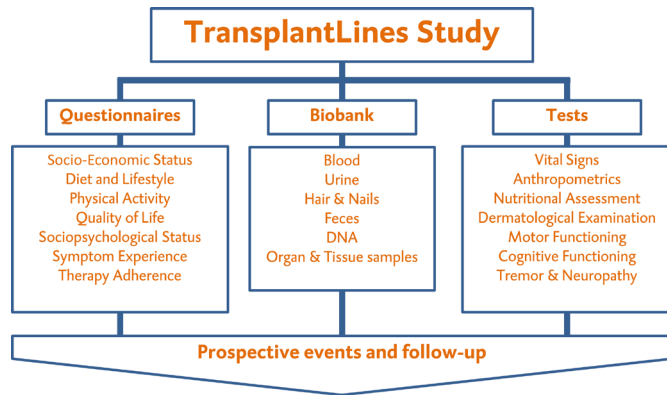 TransplantLines Study
Questionnaires
Socio-Economic Status
Diet and Lifestyle
Physical Activity
Quality of Life
Sociopsychological Status
Symptom Experience
Therapy Adherence
Biobank
Blood
Urine
Hair & Nails
Feces
DNA
Organ & Tissue samples
Tests
Vital Signs
Anthropometrics
Nutritional Assessment
Dermatological Examination
Motor Functioning
Cognitive Functioning
Tremor & Neuropathy
Prospective events and follow-up